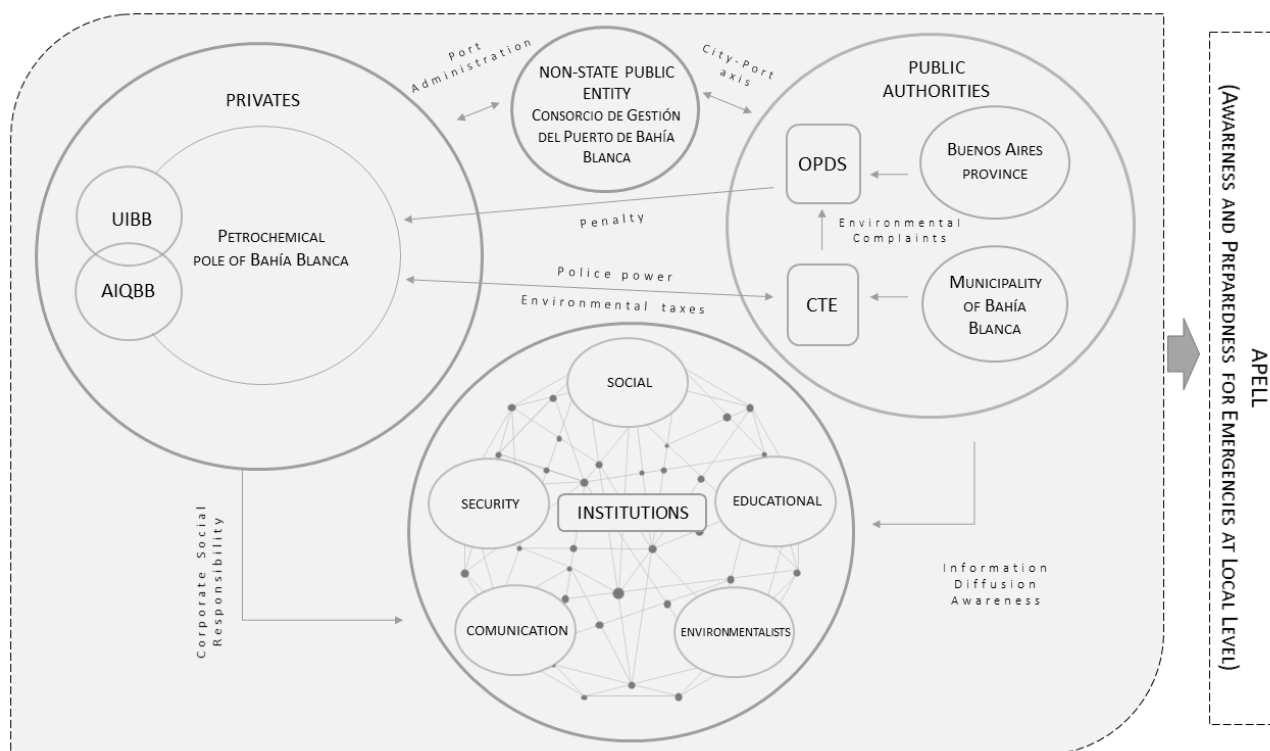 PRIVATES
UIBB
AIQBB
PETROCHEMICAL
POLE OF BAHÍA BLANCA
Port
Administration
NON-STATE PUBLIC
ENTITY
CONSORCIO DE GESTIÓN
DEL PUERTO DE BAHÍA
BLANCA
City-Port
axis
PUBLIC
AUTHORITIES
OPDS
BUENOS AIRES
PROVINCE
Environmental
Complaints
CTE
MUNICIPALITY
OF BAHÍA
BLANCA
Penalty
Police power
Environmental taxes
SOCIAL
SECURITY
INSTITUTIONS
EDUCATIONAL
COMUNICATION
ENVIRONMENTALISTS
Corporate Social
Responsibility
Information
Diffusion
Awareness
APELL
(AWARENESS AND PREPAREDNESS FOR EMERGENCIES AT LOCAL LEVEL)